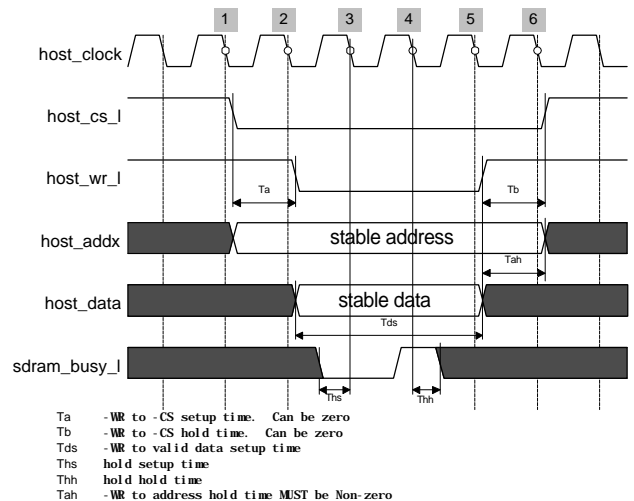 1 2 3 4 5 6
host_clock
host_cs_l
host_wr_l
Ta Tb
host_addx stable address
Tah
host_data stable data
Tds
sdram_busy_l
Ths Thh
Ta -WR to -CS setup time. Can be zero
Tb -WR to -CS hold time. Can be zero
Tds -WR to valid data setup time
Ths hold setup time
Thh hold hold time
Tah -WR to address hold time MUST be Non-zero